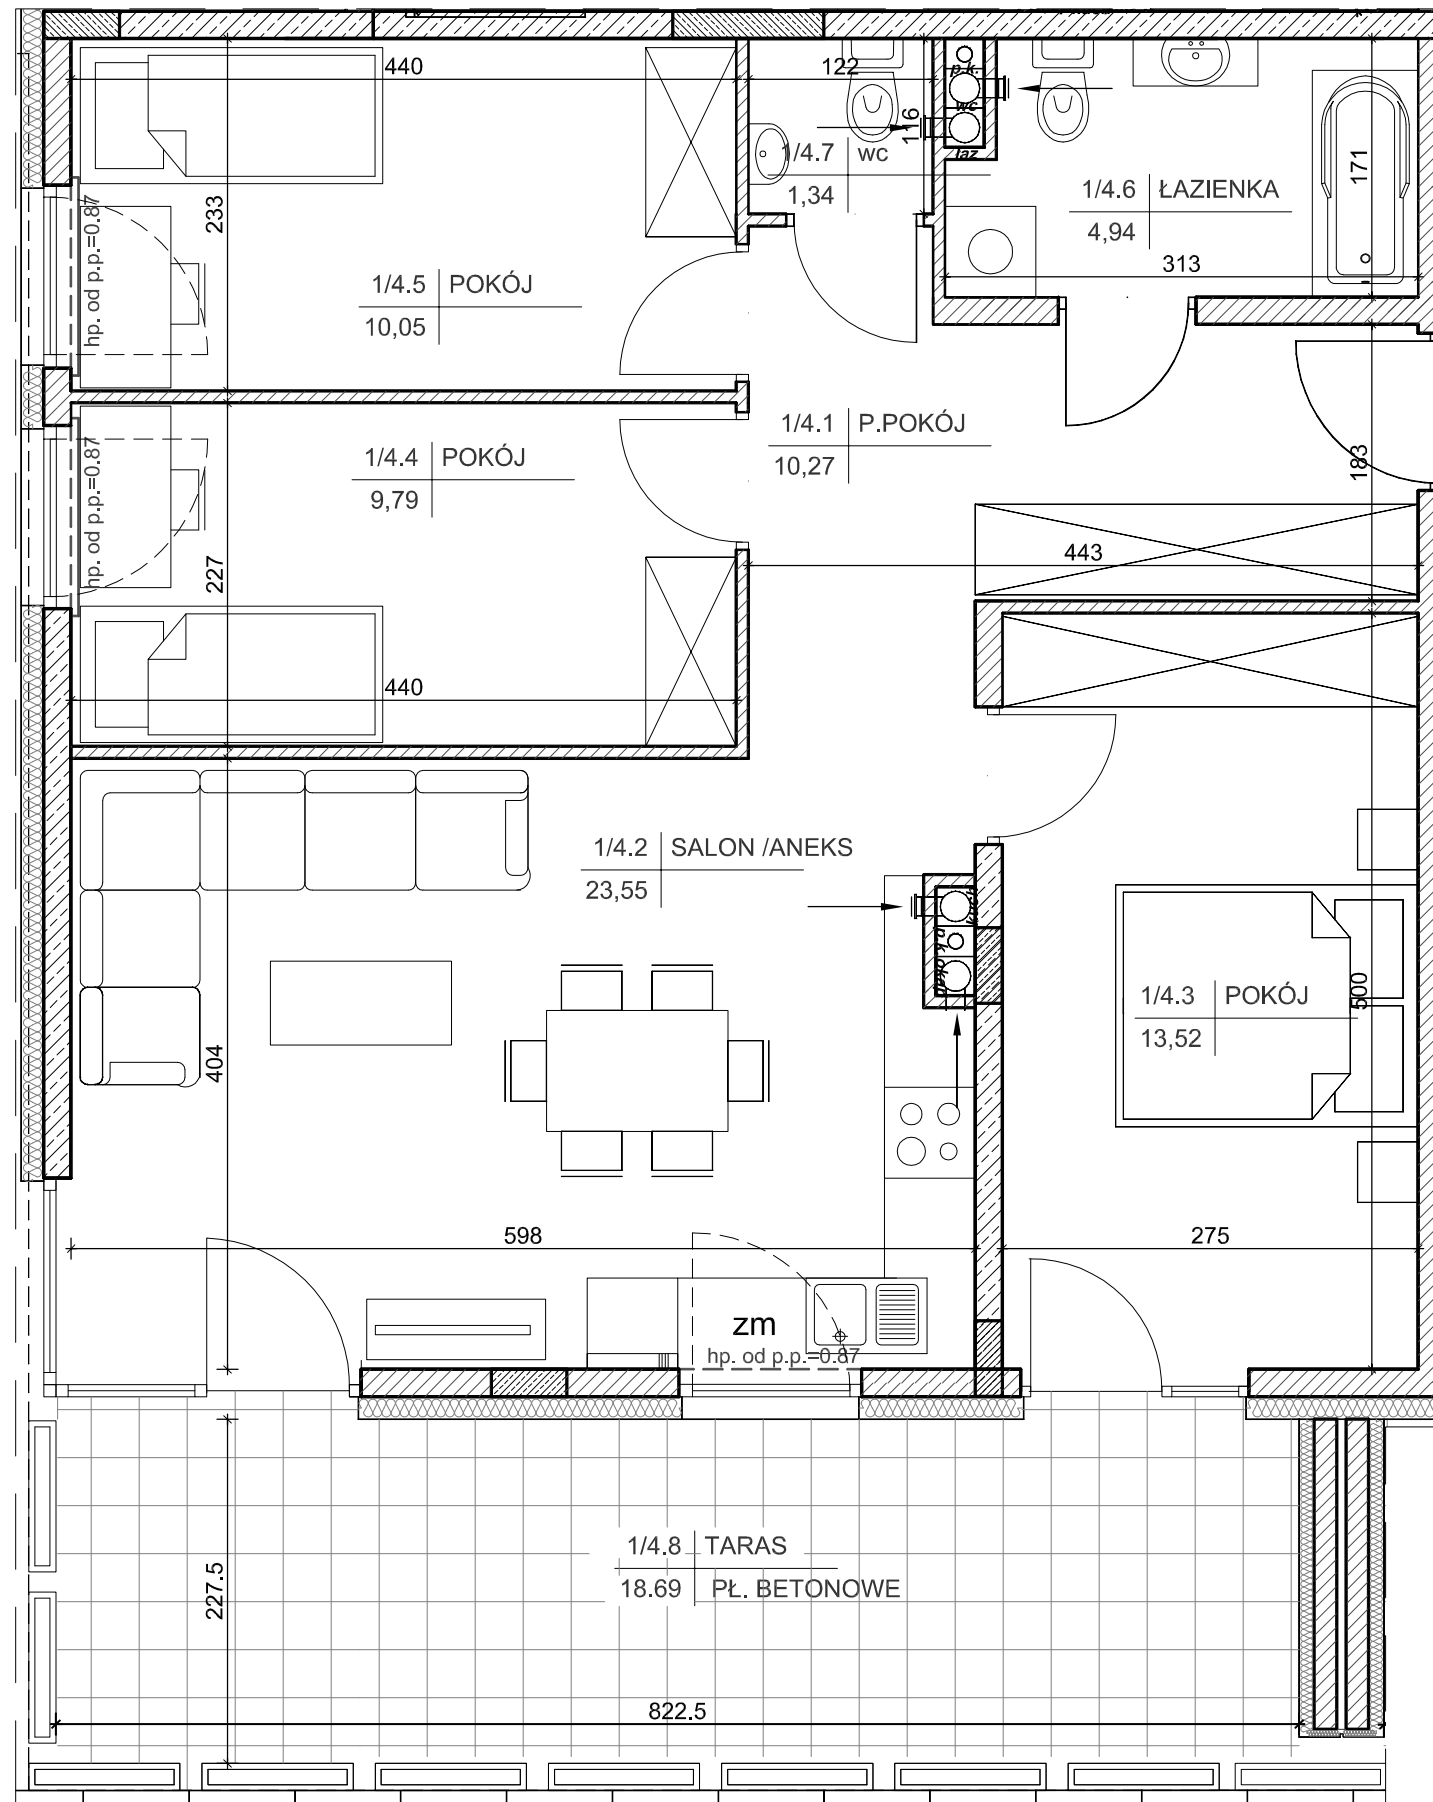 440
122
p.k.
wc
łaz
116
1/4.7 wc
1,34
171
1/4.6 ŁAZIENKA
4,94
313
233
hp. od p.p.=0.87
1/4.5 POKÓJ
10,05
1/4.1 P.POKÓJ
10,27
183
1/4.4 POKÓJ
9,79
hp. od p.p.=0.87
227
443
440
1/4.2 SALON /ANEKS
23,55
kuch
p.k
okap
1/4.3 POKÓJ
13,52
500
404
598
275
zm
hp. od p.p.=0.87
1/4.8 TARAS
18.69 PŁ. BETONOWE
227.5
822.5